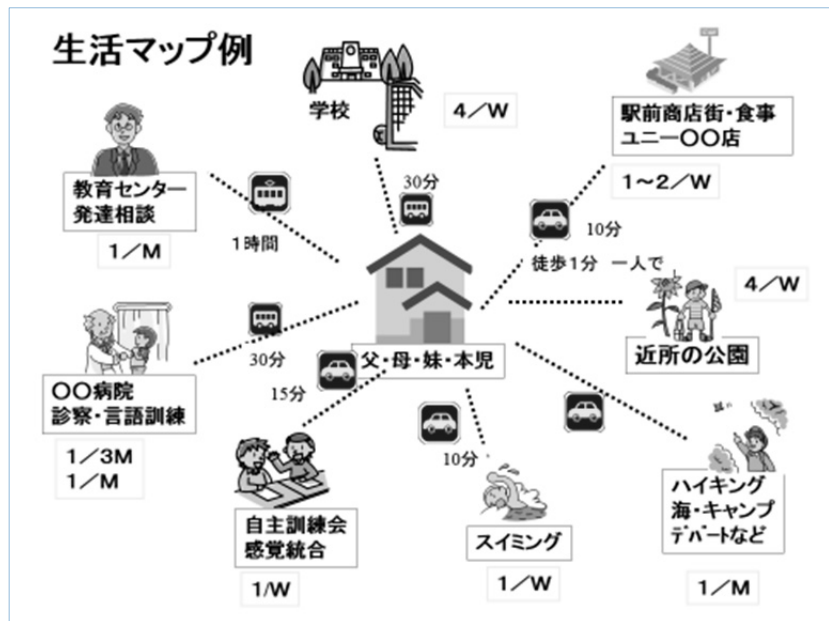 生活マップ例
学校
4／W
30分
駅前商店街・食事
ユニー〇〇店
1～2／W
10分
教育センター
発達相談
1／M
1時間
徒歩1分 一人で
4／W
近所の公園
父・母・妹・本児
〇〇病院
診察・言語訓練
1／3M
1／M
30分
15分
自主訓練会
感覚統合
1/W
10分
スイミング
1／W
ハイキング
海・キャンプ
デパートなど
1／M